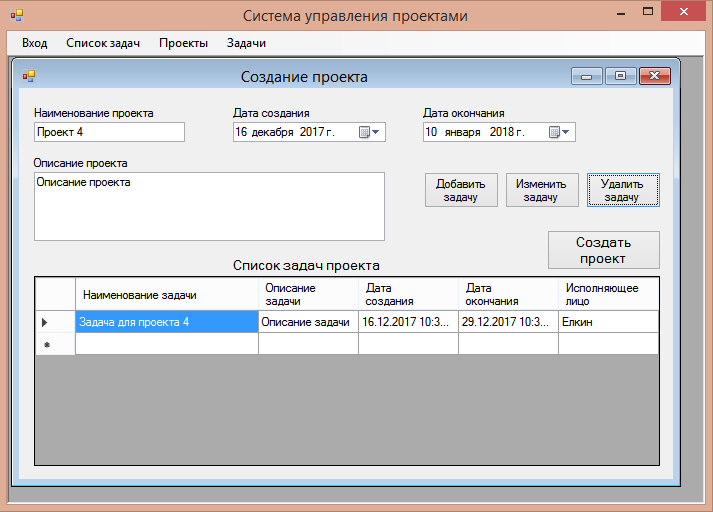 Система управления проектами
Вход Список задач Проекты Задачи
Создание проекта
Наименование проекта Дата создания Дата окончания
Проект 4 16 декабря 2017 г. 10 января 2018 г.
Описание проекта
Описание проекта
Добавить задачу
Изменить задачу
Удалить задачу
Создать проект
Список задач проекта
Наименование задачи Описание задачи Дата создания Дата окончания Исполняющее лицо
Задача для проекта 4 Описание задачи 16.12.2017 10:3... 29.12.2017 10:3... Елкин